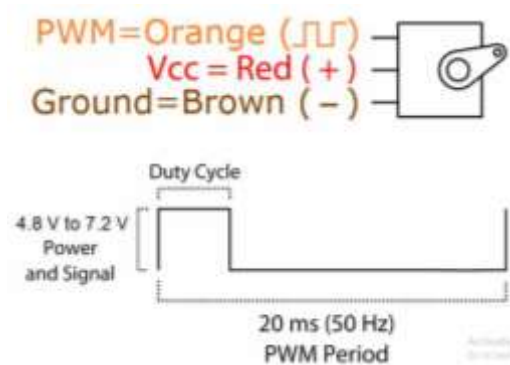 PWM=Orange (⎍⎍)
Vcc = Red ( + )
Ground=Brown ( − )
Duty Cycle
4.8 V to 7.2 V
Power
and Signal
20 ms (50 Hz)
PWM Period